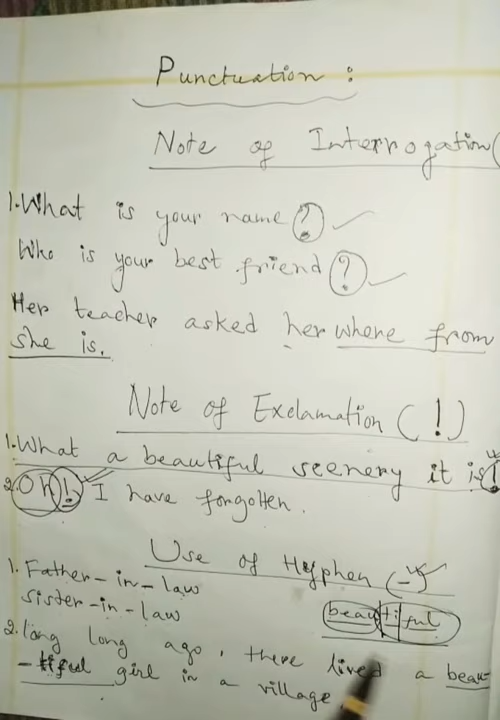 Punctuation :
Note of Interrogation (
1. What is your name ?
Who is your best friend ?
Her teacher asked her where from
she is.
Note of Exclamation ( ! )
1. What a beautiful scenery it is !
2. Oh ! I have forgotten.
Use of Hyphen ( - )
1. Father-in-law
Sister-in-law
beau ti ful
2. long long ago, there lived a beau-
- tiful girl in a village